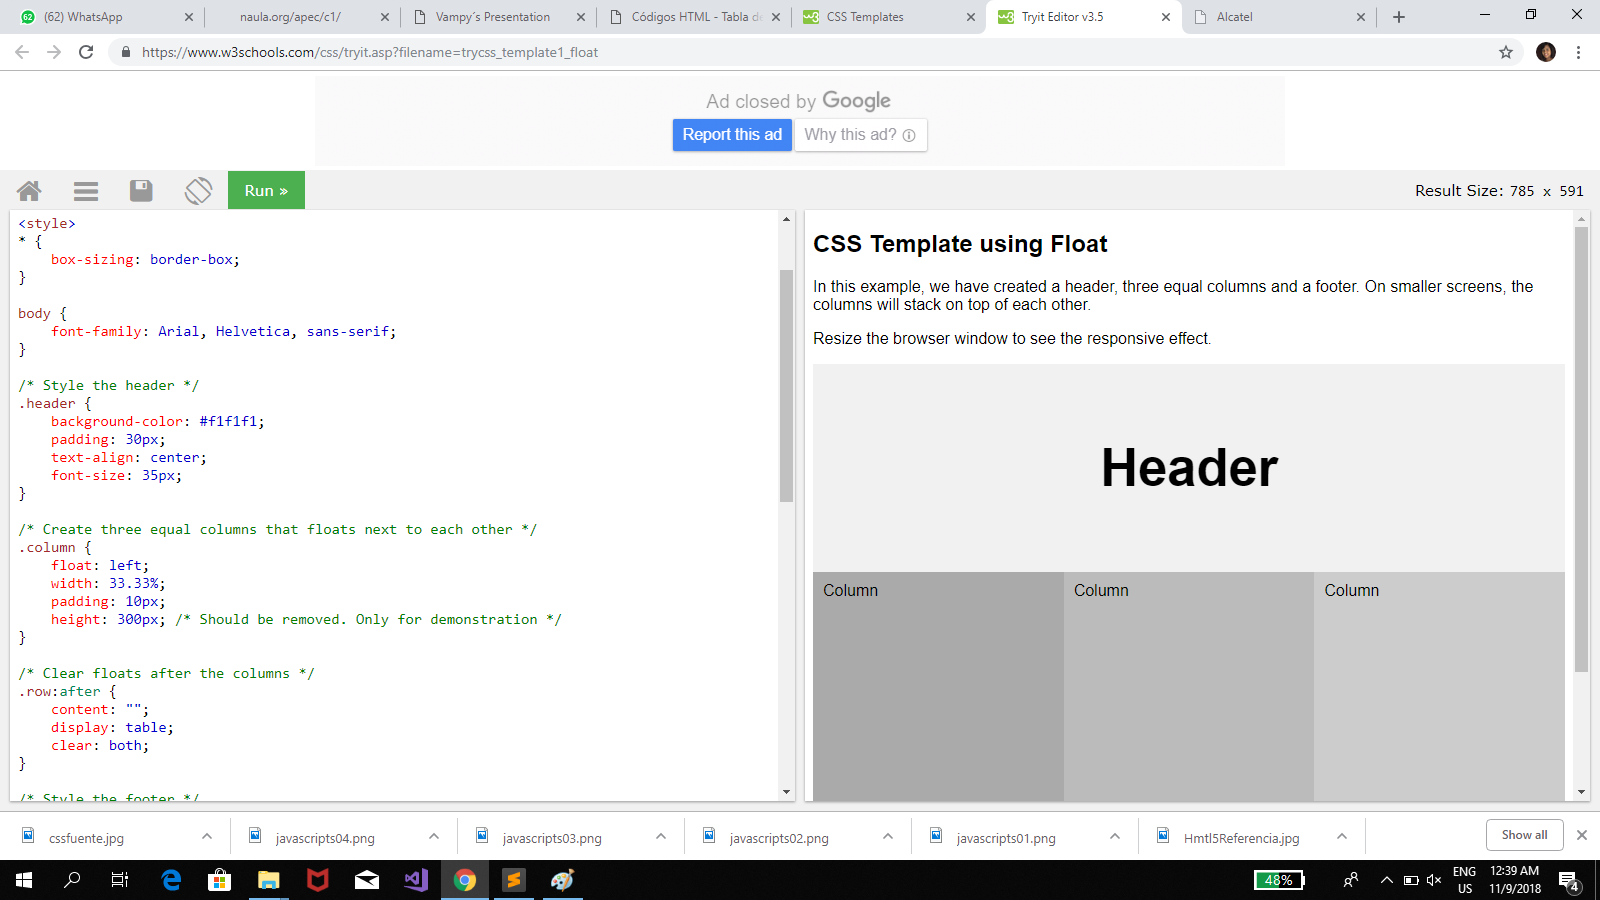 (62) WhatsApp
naula.org/apec/c1/
Vampy´s Presentation
Códigos HTML - Tabla de
CSS Templates
Tryit Editor v3.5
Alcatel
https://www.w3schools.com/css/tryit.asp?filename=trycss_template1_float
Ad closed by Google
Report this ad
Why this ad?
Run »
Result Size: 785 x 591
<style>
* {
box-sizing: border-box;
}
body {
font-family: Arial, Helvetica, sans-serif;
}
/* Style the header */
.header {
background-color: #f1f1f1;
padding: 30px;
text-align: center;
font-size: 35px;
}
/* Create three equal columns that floats next to each other */
.column {
float: left;
width: 33.33%;
padding: 10px;
height: 300px; /* Should be removed. Only for demonstration */
}
/* Clear floats after the columns */
.row:after {
content: "";
display: table;
clear: both;
}
/* Style the footer */
CSS Template using Float
In this example, we have created a header, three equal columns and a footer. On smaller screens, the
columns will stack on top of each other.
Resize the browser window to see the responsive effect.
Header
Column
Column
Column
cssfuente.jpg
javascripts04.png
javascripts03.png
javascripts02.png
javascripts01.png
Hmtl5Referencia.jpg
Show all
48%
ENG
US
12:39 AM
11/9/2018
4